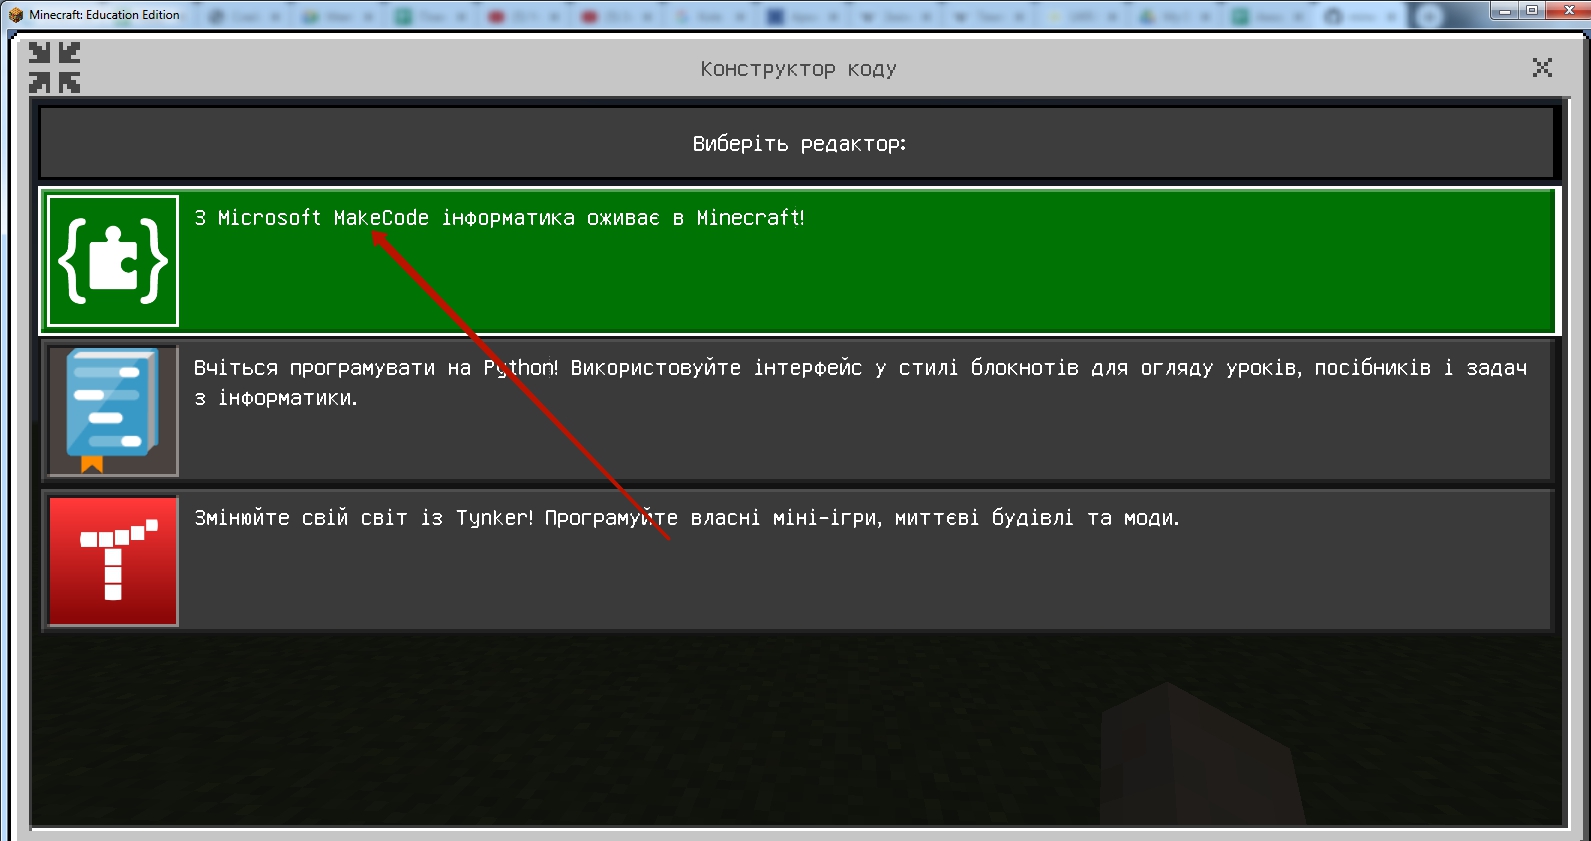 Minecraft: Education Edition
Конструктор коду
Виберіть редактор:
З Microsoft MakeCode інформатика оживає в Minecraft!
Вчіться програмувати на Python! Використовуйте інтерфейс у стилі блокнотів для огляду уроків, посібників і задач
з інформатики.
Змінюйте свій світ із Tynker! Програмуйте власні міні-ігри, миттєві будівлі та моди.